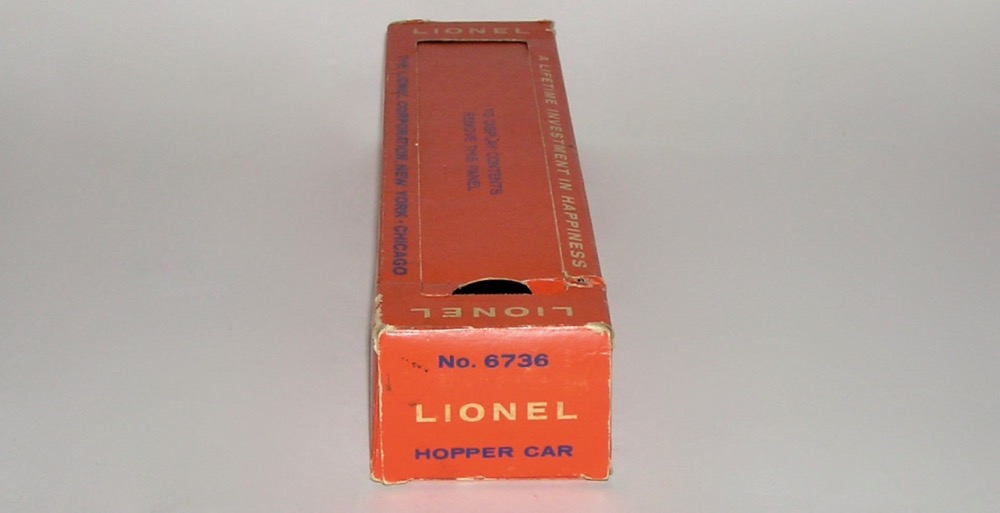 LIONEL
THE LIONEL CORPORATION NEW YORK • CHICAGO
TO DISPLAY CONTENTS
REMOVE THIS PANEL
A LIFETIME INVESTMENT IN HAPPINESS
LIONEL
No. 6736
LIONEL
HOPPER CAR